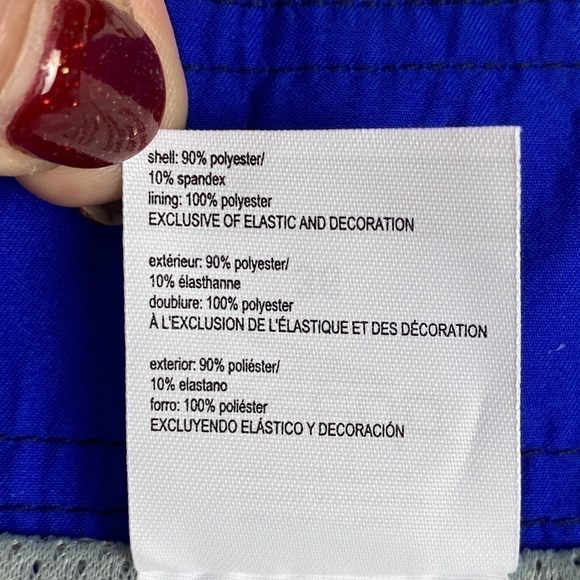 shell: 90% polyester/
10% spandex
lining: 100% polyester
EXCLUSIVE OF ELASTIC AND DECORATION
extérieur: 90% polyester/
10% élasthanne
doublure: 100% polyester
À L'EXCLUSION DE L'ÉLASTIQUE ET DES DÉCORATION
exterior: 90% poliéster/
10% elastano
forro: 100% poliéster
EXCLUYENDO ELÁSTICO Y DECORACIÓN